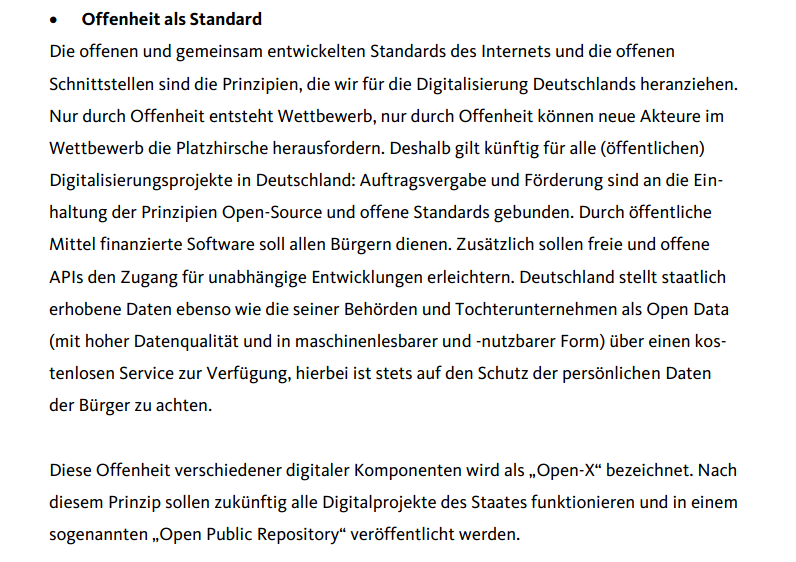 • Offenheit als Standard
Die offenen und gemeinsam entwickelten Standards des Internets und die offenen
Schnittstellen sind die Prinzipien, die wir für die Digitalisierung Deutschlands heranziehen.
Nur durch Offenheit entsteht Wettbewerb, nur durch Offenheit können neue Akteure im
Wettbewerb die Platzhirsche herausfordern. Deshalb gilt künftig für alle (öffentlichen)
Digitalisierungsprojekte in Deutschland: Auftragsvergabe und Förderung sind an die Ein-
haltung der Prinzipien Open-Source und offene Standards gebunden. Durch öffentliche
Mittel finanzierte Software soll allen Bürgern dienen. Zusätzlich sollen freie und offene
APIs den Zugang für unabhängige Entwicklungen erleichtern. Deutschland stellt staatlich
erhobene Daten ebenso wie die seiner Behörden und Tochterunternehmen als Open Data
(mit hoher Datenqualität und in maschinenlesbarer und -nutzbarer Form) über einen kos-
tenlosen Service zur Verfügung, hierbei ist stets auf den Schutz der persönlichen Daten
der Bürger zu achten.
Diese Offenheit verschiedener digitaler Komponenten wird als „Open-X“ bezeichnet. Nach
diesem Prinzip sollen zukünftig alle Digitalprojekte des Staates funktionieren und in einem
sogenannten „Open Public Repository“ veröffentlicht werden.